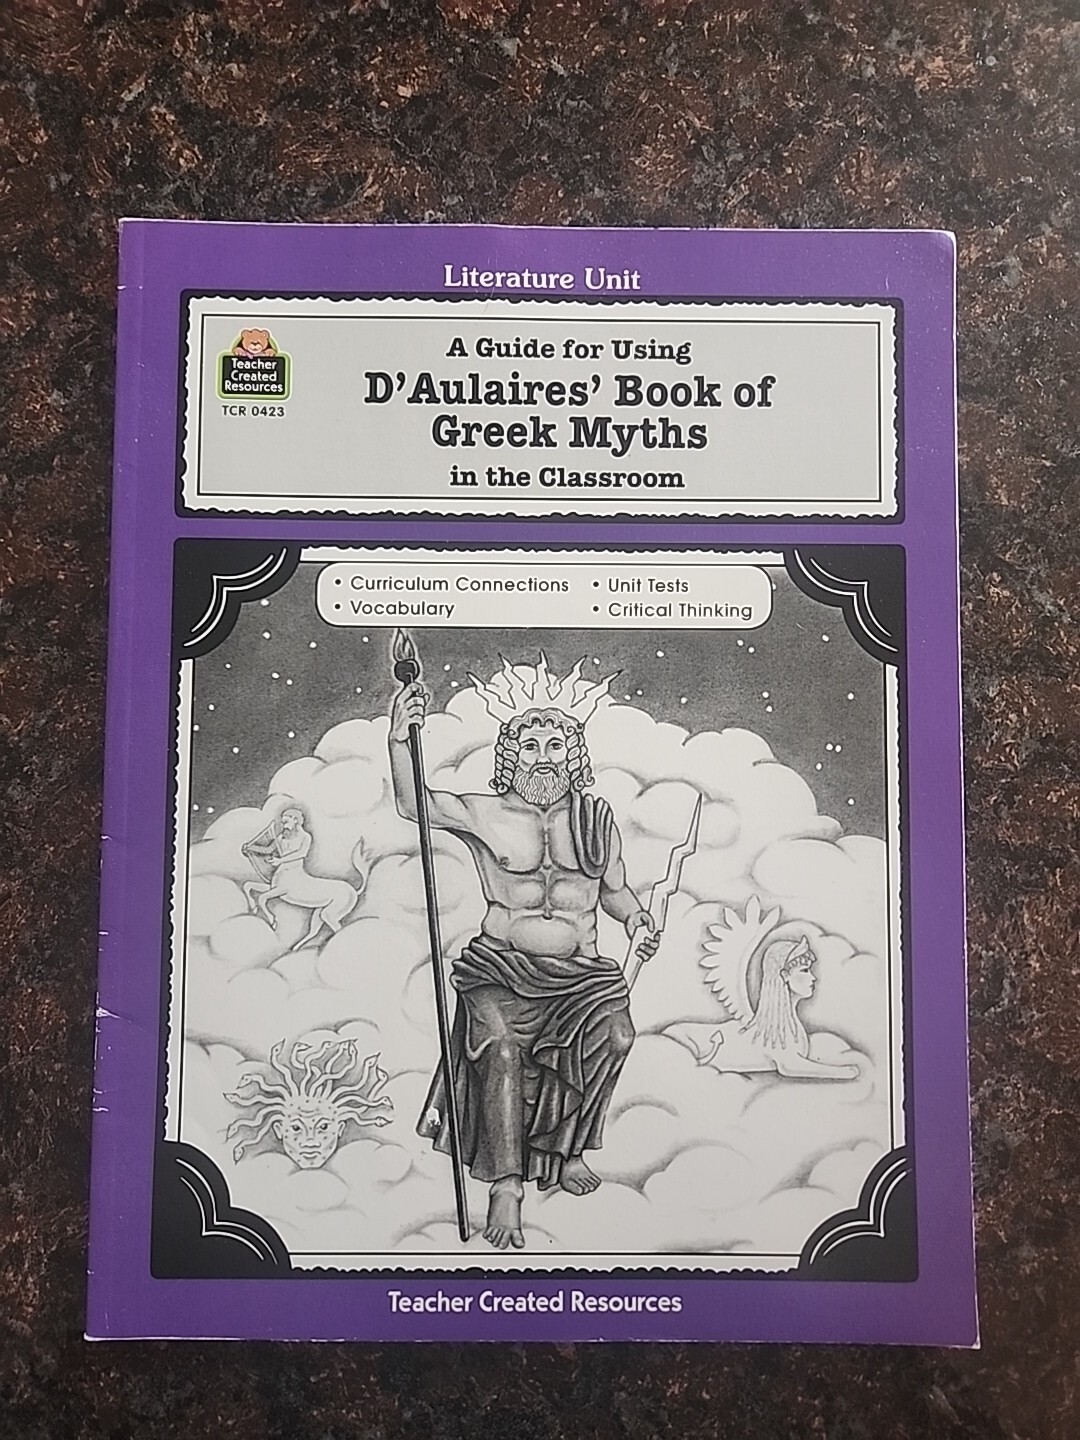 Literature Unit
Teacher
Created
Resources
TCR 0423
A Guide for Using
D'Aulaires' Book of
Greek Myths
in the Classroom
• Curriculum Connections • Unit Tests
• Vocabulary • Critical Thinking
Teacher Created Resources